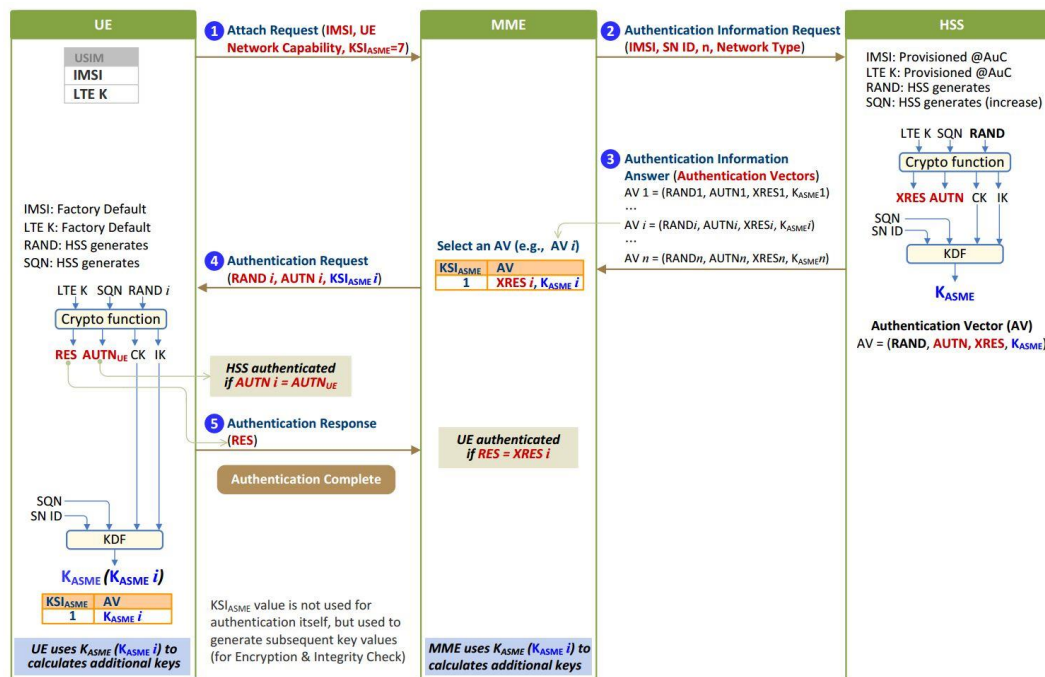 UE
MME
HSS
USIM
IMSI
LTE K
1 Attach Request (IMSI, UE
Network Capability, KSIASME=7)
2 Authentication Information Request
(IMSI, SN ID, n, Network Type)
IMSI: Provisioned @AuC
LTE K: Provisioned @AuC
RAND: HSS generates
SQN: HSS generates (increase)
LTE K SQN RAND
Crypto function
XRES AUTN CK IK
SQN
SN ID
KDF
KASME
Authentication Vector (AV)
AV = (RAND, AUTN, XRES, KASME)
3 Authentication Information
Answer (Authentication Vectors)
AV 1 = (RAND1, AUTN1, XRES1, KASME1)
...
AV i = (RANDi, AUTNi, XRESi, KASMEi)
...
AV n = (RANDn, AUTNn, XRESn, KASMEn)
Select an AV (e.g., AV i)
KSIASME AV
1 XRES i, KASME i
IMSI: Factory Default
LTE K: Factory Default
RAND: HSS generates
SQN: HSS generates
4 Authentication Request
(RAND i, AUTN i, KSIASME i)
LTE K SQN RAND i
Crypto function
RES AUTNUE CK IK
HSS authenticated
if AUTN i = AUTNUE
5 Authentication Response
(RES)
UE authenticated
if RES = XRES i
Authentication Complete
SQN
SN ID
KDF
KASME (KASME i)
KSIASME AV
1 KASME i
KSIASME value is not used for
authentication itself, but used to
generate subsequent key values
(for Encryption & Integrity Check)
UE uses KASME (KASME i) to
calculates additional keys
MME uses KASME (KASME i) to
calculates additional keys